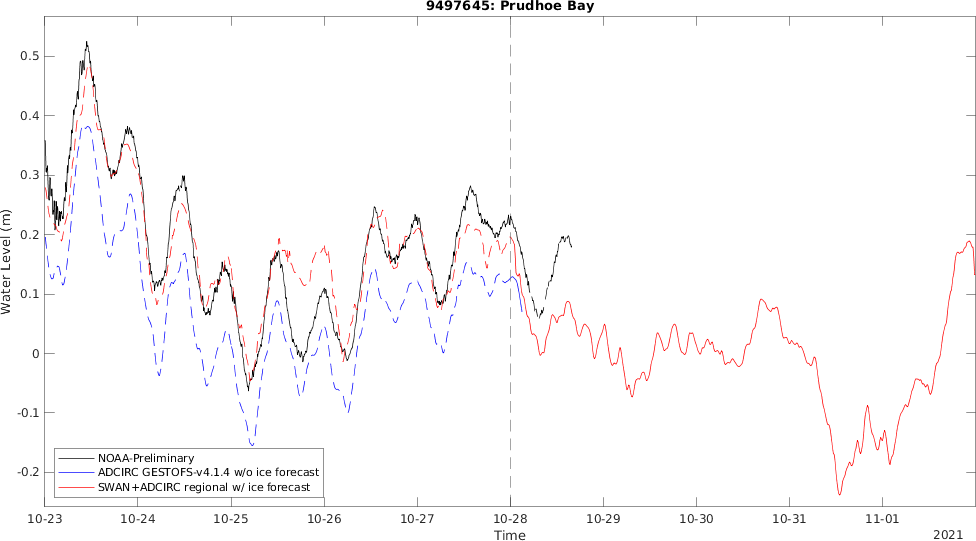 9497645: Prudhoe Bay
Water Level (m)
0.5
0.4
0.3
0.2
0.1
0
-0.1
-0.2
NOAA-Preliminary
ADCIRC GESTOFS-v4.1.4 w/o ice forecast
SWAN+ADCIRC regional w/ ice forecast
10-23 10-24 10-25 10-26 10-27 10-28 10-29 10-30 10-31 11-01
Time
2021